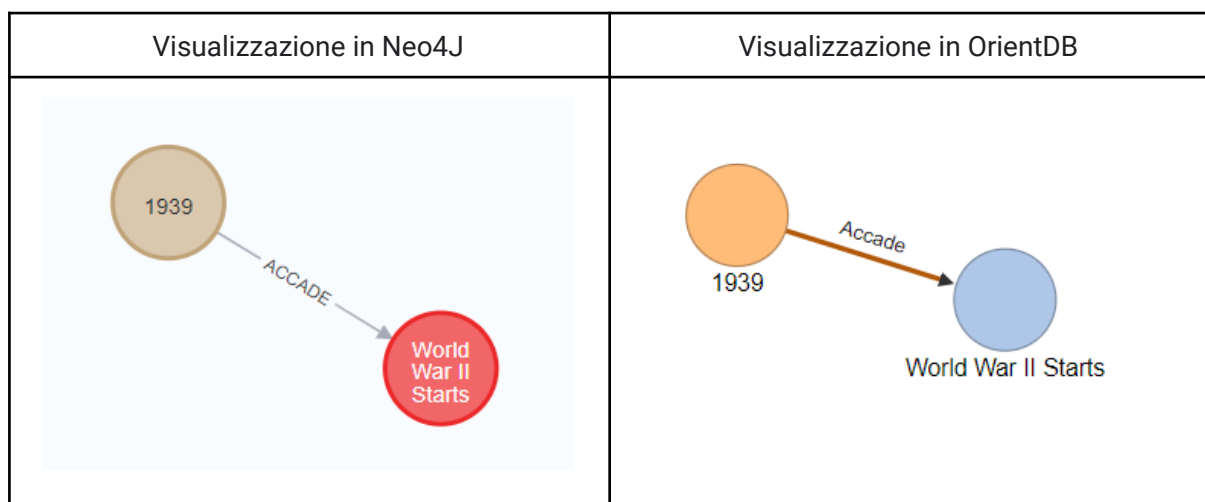 Visualizzazione in Neo4J
Visualizzazione in OrientDB
1939
ACCADE
World
War II
Starts
1939
Accade
World War II Starts